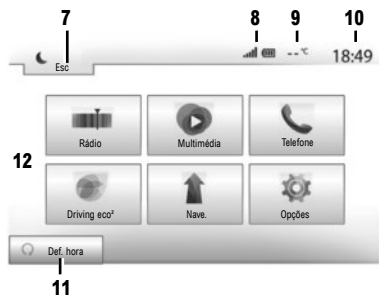 7 8 9 10
Esc --°C 18:49
Rádio Multimédia Telefone
12
Driving eco² Nave. Opções
Def. hora
11